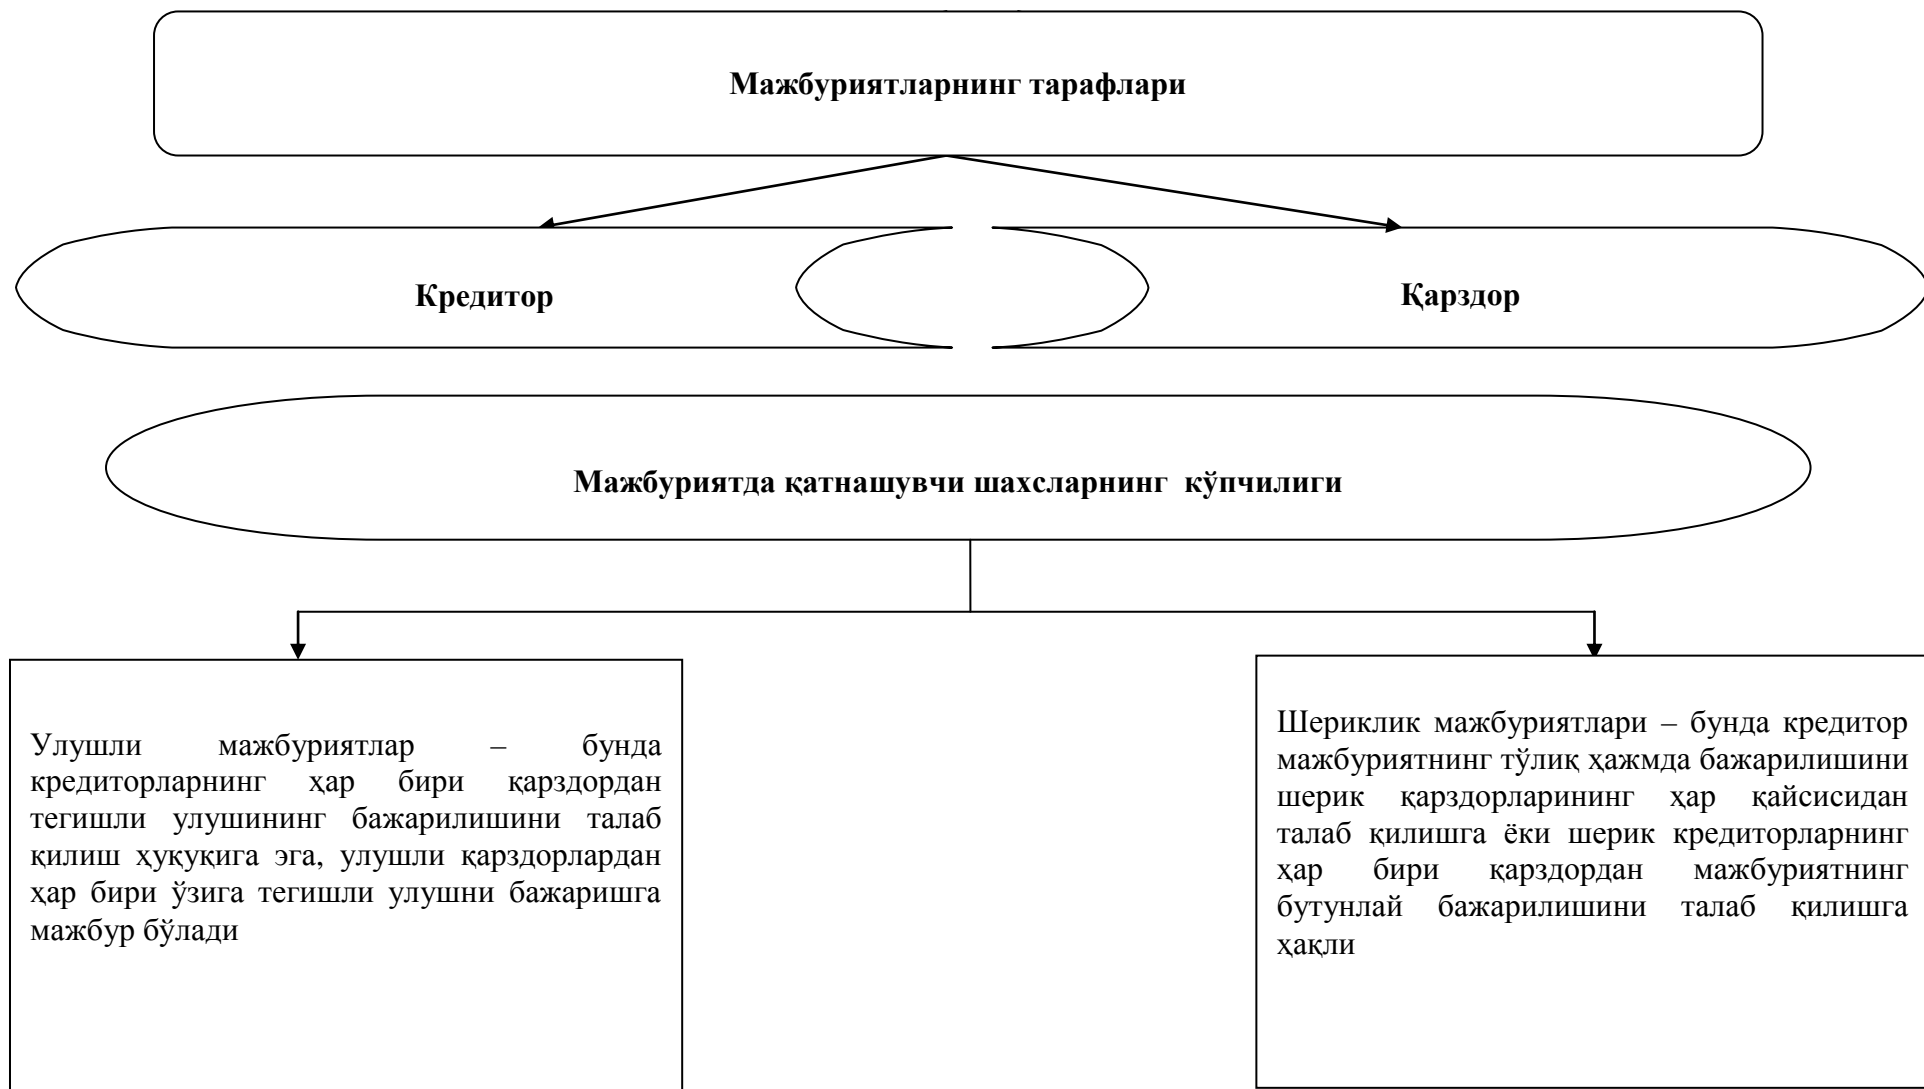 Мажбуриятларнинг тарафлари
Кредитор
Қарздор
Мажбуриятда қатнашувчи шахсларнинг кўпчилиги
Улушли мажбуриятлар – бунда
кредиторларнинг ҳар бири қарздордан
тегишли улушининг бажарилишини талаб
қилиш ҳуқуқига эга, улушли қарздорлардан
ҳар бири ўзига тегишли улушни бажаришга
мажбур бўлади
Шериклик мажбуриятлари – бунда кредитор
мажбуриятнинг тўлиқ ҳажмда бажарилишини
шерик қарздорларининг ҳар қайсисидан
талаб қилишга ёки шерик кредиторларнинг
ҳар бири қарздордан мажбуриятнинг
бутунлай бажарилишини талаб қилишга
ҳақли